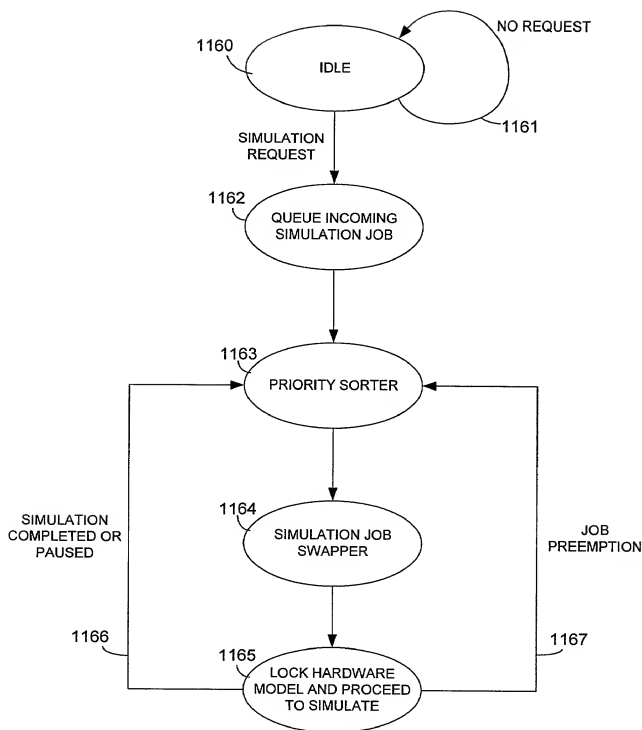 1160
IDLE
NO REQUEST
1161
SIMULATION
REQUEST
1162
QUEUE INCOMING
SIMULATION JOB
1163
PRIORITY SORTER
1164
SIMULATION JOB
SWAPPER
SIMULATION
COMPLETED OR
PAUSED
JOB
PREEMPTION
1166
1165
LOCK HARDWARE
MODEL AND PROCEED
TO SIMULATE
1167